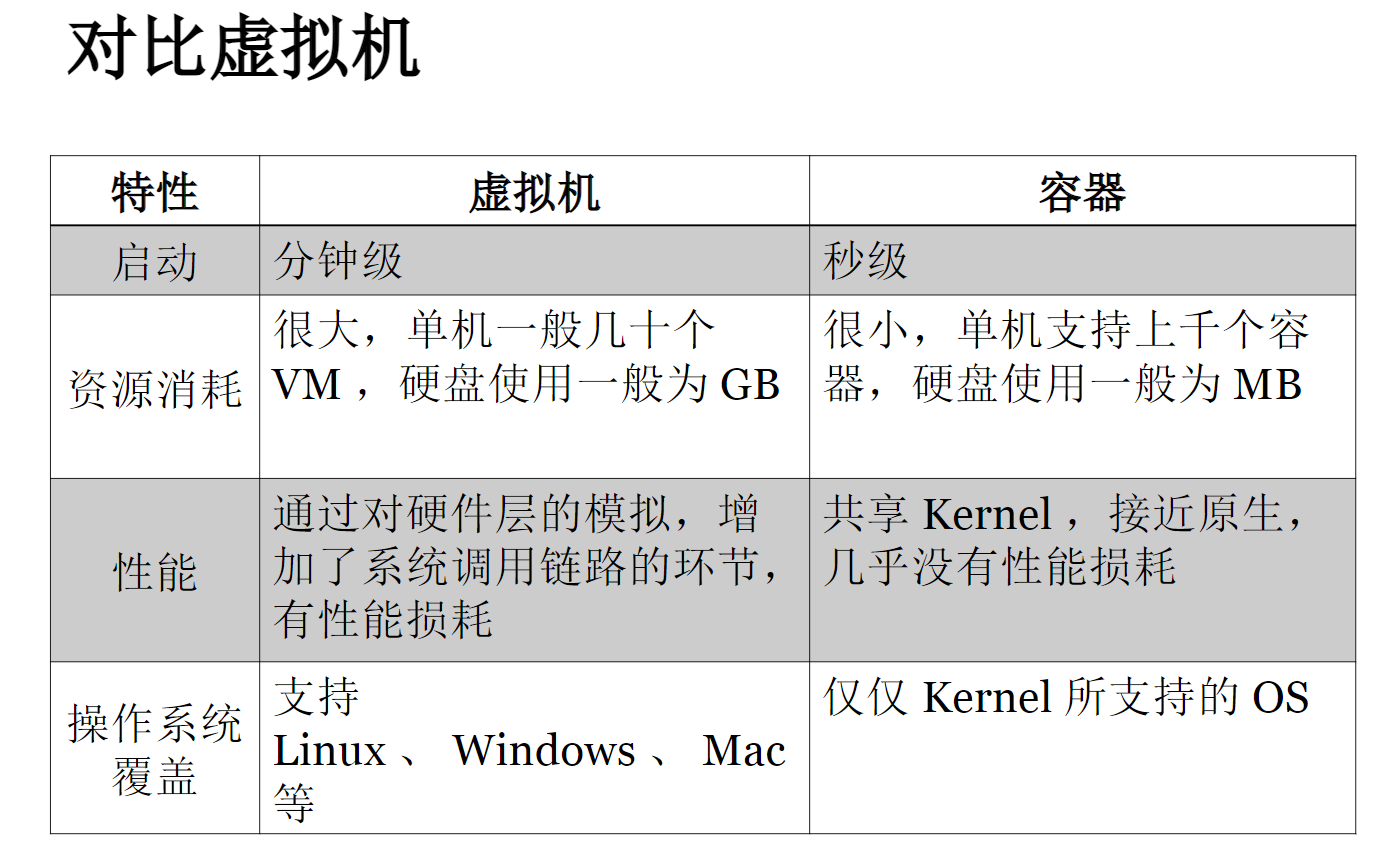 对比虚拟机
特性
虚拟机
容器
启动
分钟级
秒级
资源消耗
很大，单机一般几十个
VM ，硬盘使用一般为 GB
很小，单机支持上千个容
器，硬盘使用一般为 MB
性能
通过对硬件层的模拟，增
加了系统调用链路的环节，
有性能损耗
共享 Kernel ，接近原生，
几乎没有性能损耗
操作系统
覆盖
支持
Linux 、 Windows 、 Mac
等
仅仅 Kernel 所支持的 OS